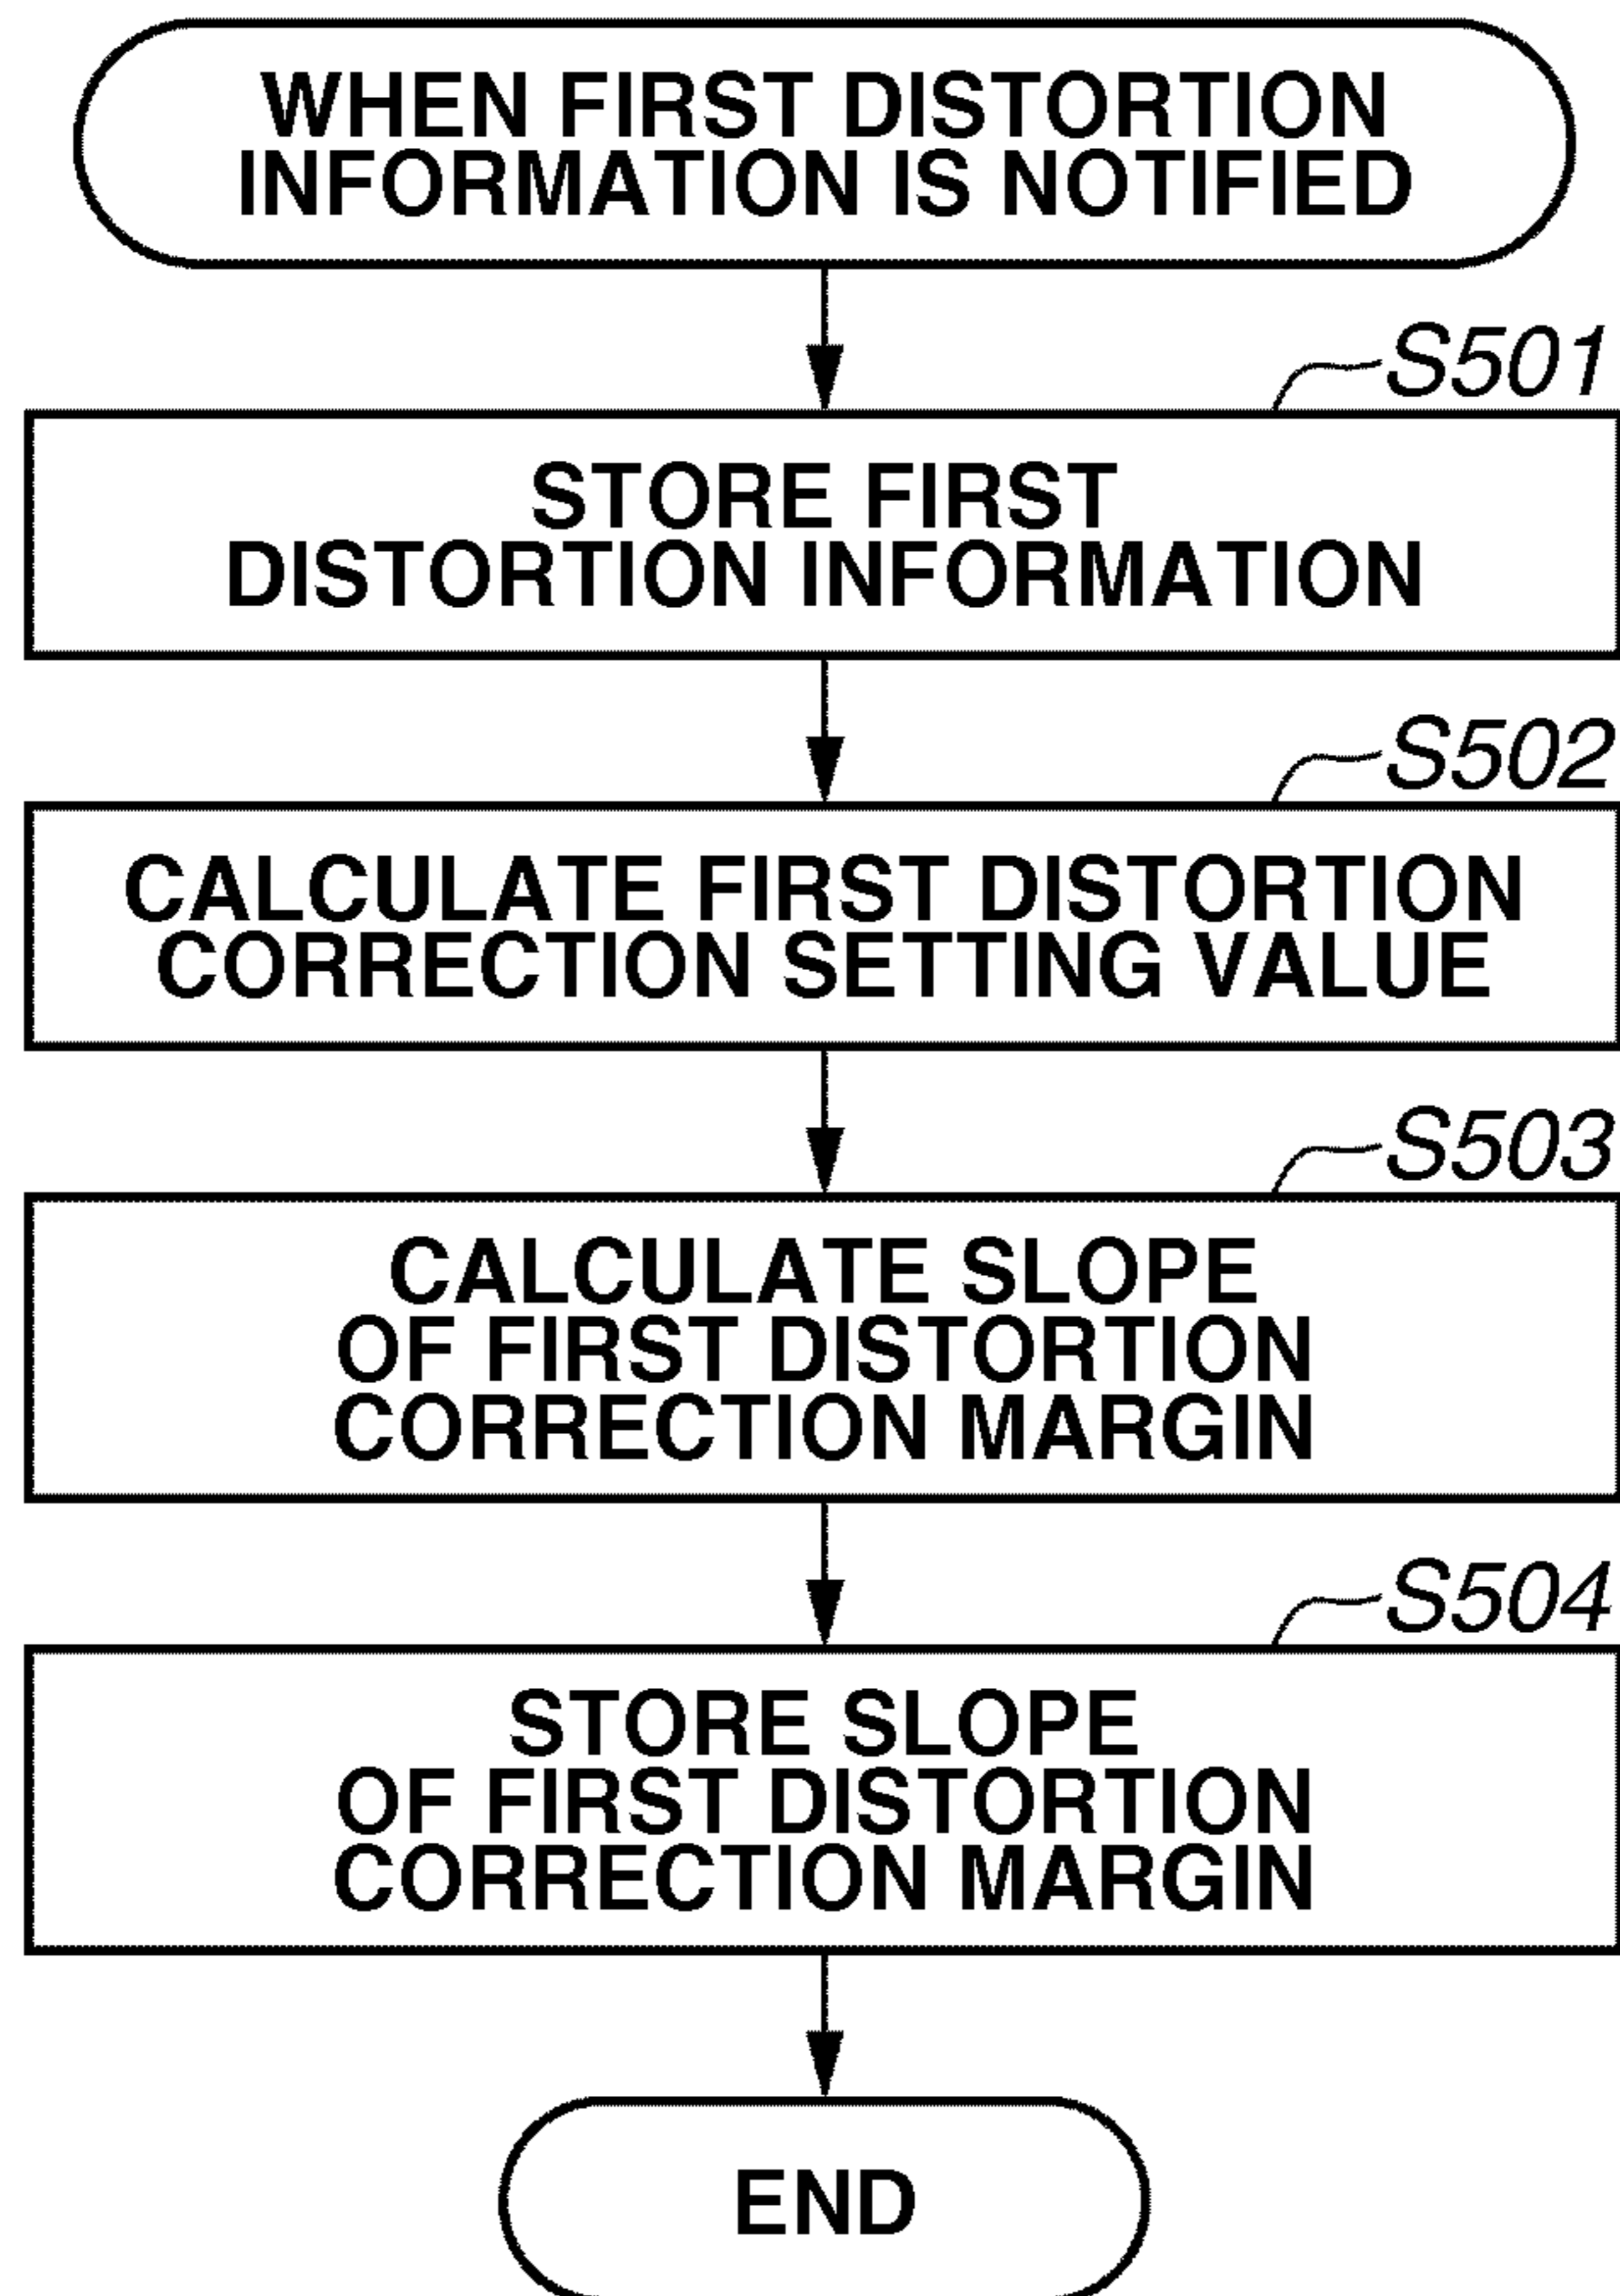 WHEN FIRST DISTORTION
INFORMATION IS NOTIFIED
S501
STORE FIRST
DISTORTION INFORMATION
S502
CALCULATE FIRST DISTORTION
CORRECTION SETTING VALUE
S503
CALCULATE SLOPE
OF FIRST DISTORTION
CORRECTION MARGIN
S504
STORE SLOPE
OF FIRST DISTORTION
CORRECTION MARGIN
END